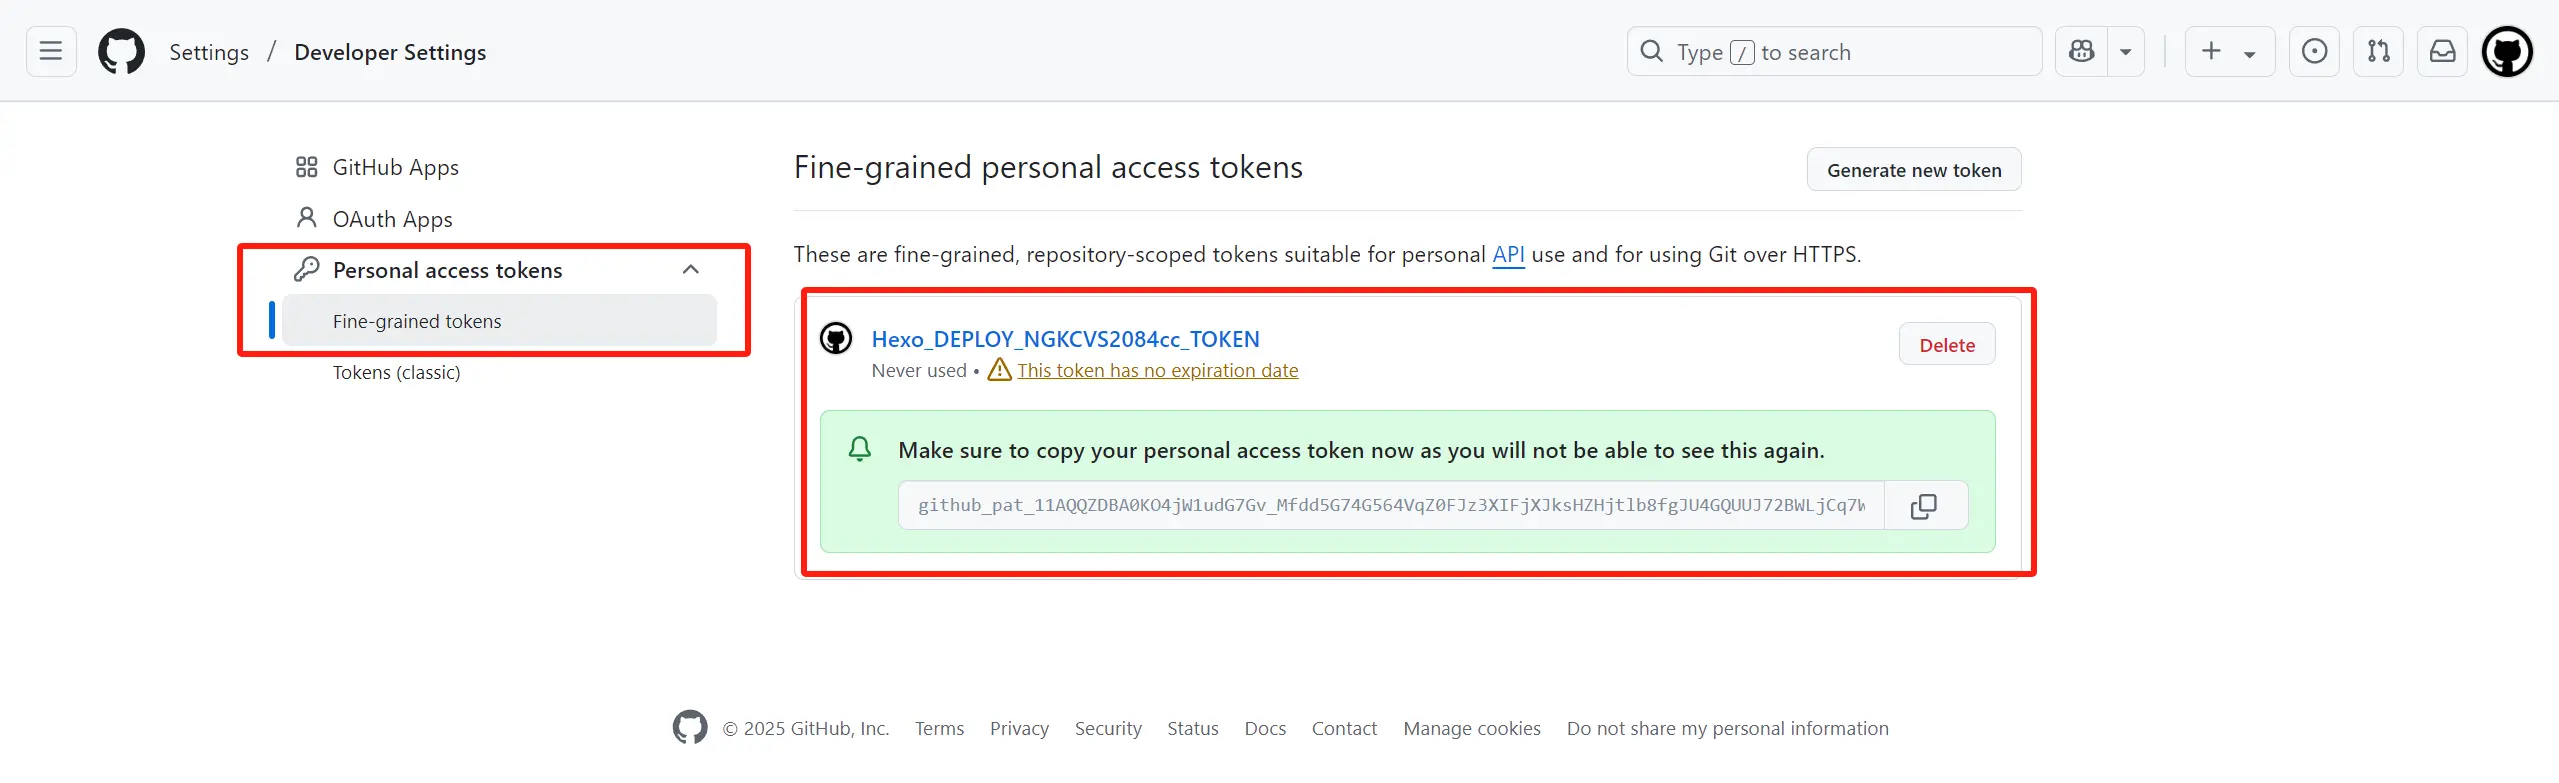 Settings / Developer Settings
Type / to search
GitHub Apps
OAuth Apps
Personal access tokens
Fine-grained tokens
Tokens (classic)
Fine-grained personal access tokens
Generate new token
These are fine-grained, repository-scoped tokens suitable for personal API use and for using Git over HTTPS.
Hexo_DEPLOY_NGKCVS2084cc_TOKEN
Delete
Never used • This token has no expiration date
Make sure to copy your personal access token now as you will not be able to see this again.
github_pat_11AQQZDBA0KO4jW1udG7Gv_Mfdd5G74G564VqZ0FJz3XIFjXJksHZHjtlb8fgJU4GQUUJ72BWLjCq7W
© 2025 GitHub, Inc. Terms Privacy Security Status Docs Contact Manage cookies Do not share my personal information